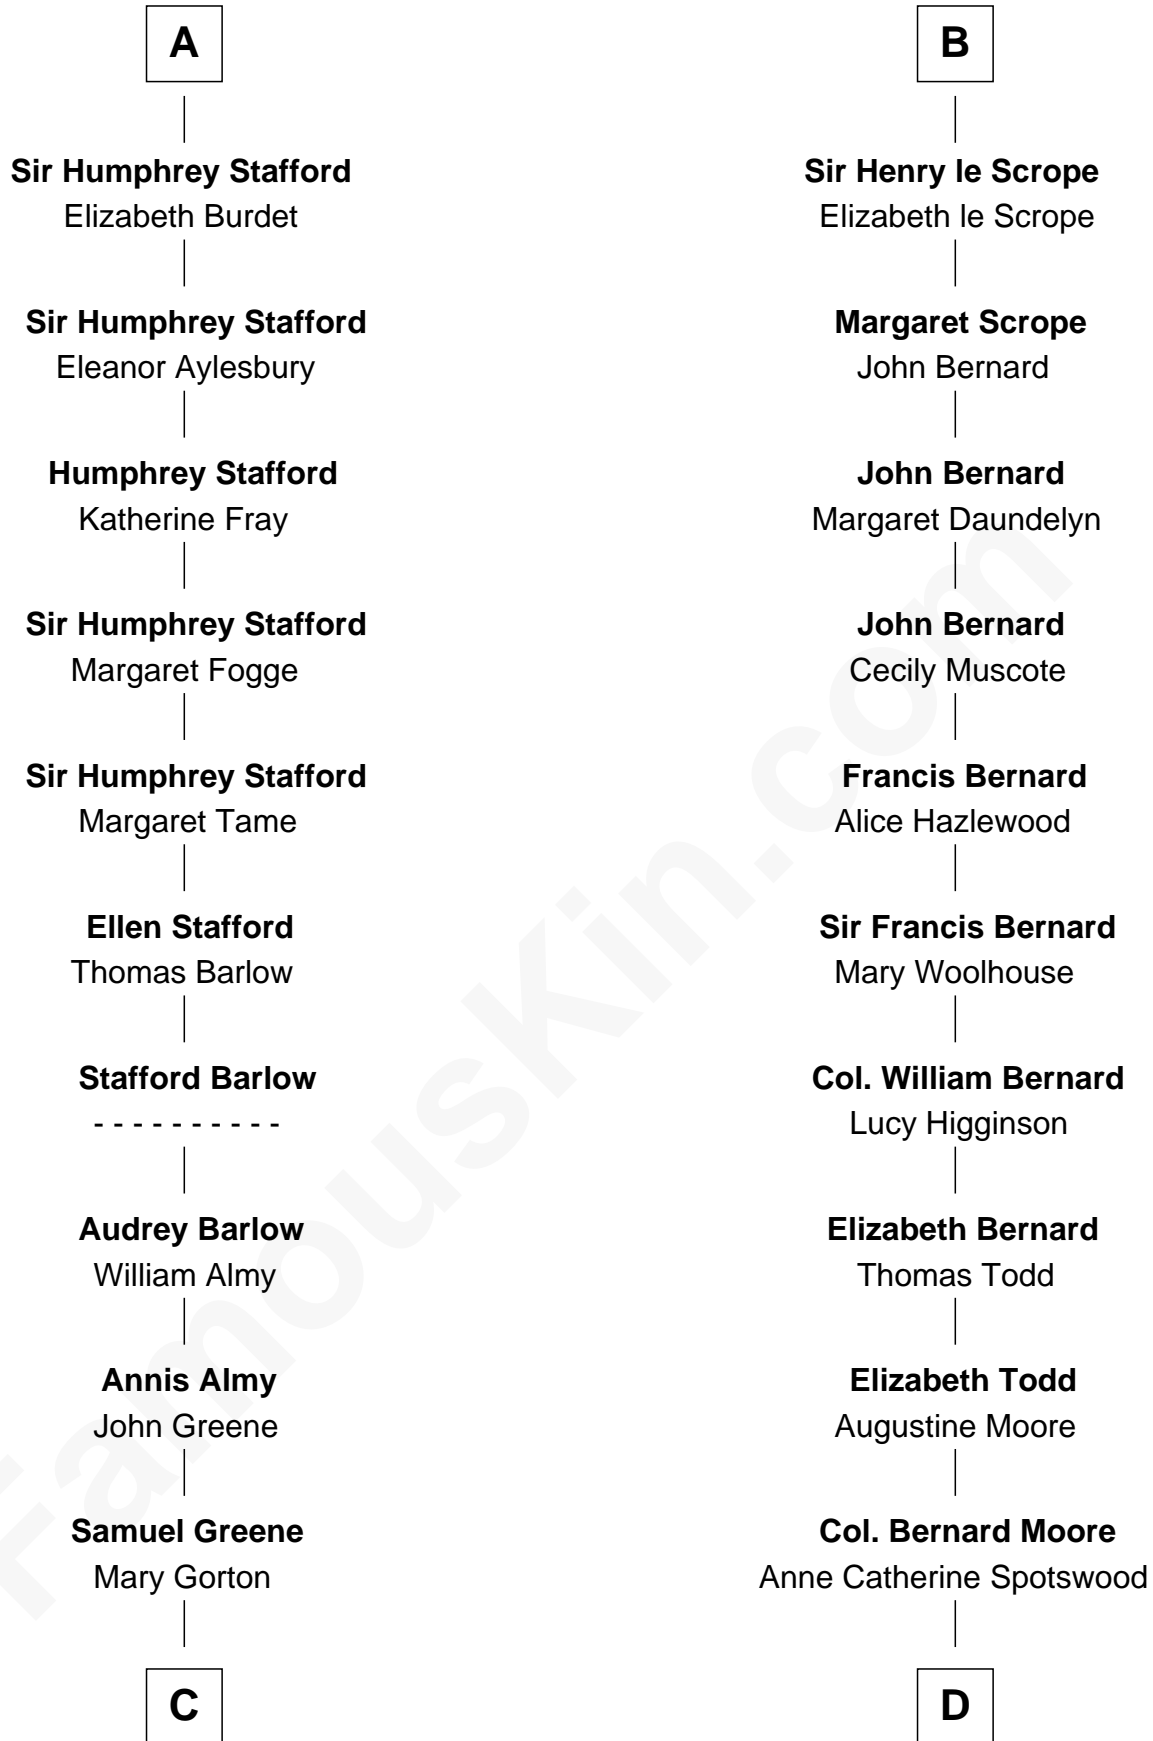 A
Sir Humphrey Stafford
Elizabeth Burdet
Sir Humphrey Stafford
Eleanor Aylesbury
Humphrey Stafford
Katherine Fray
Sir Humphrey Stafford
Margaret Fogge
Sir Humphrey Stafford
Margaret Tame
Ellen Stafford
Thomas Barlow
Stafford Barlow
- - - - - - - - - -
Audrey Barlow
William Almy
Annis Almy
John Greene
Samuel Greene
Mary Gorton
C
B
Sir Henry le Scrope
Elizabeth le Scrope
Margaret Scrope
John Bernard
John Bernard
Margaret Daundelyn
John Bernard
Cecily Muscote
Francis Bernard
Alice Hazlewood
Sir Francis Bernard
Mary Woolhouse
Col. William Bernard
Lucy Higginson
Elizabeth Bernard
Thomas Todd
Elizabeth Todd
Augustine Moore
Col. Bernard Moore
Anne Catherine Spotswood
D
FamousKin.com